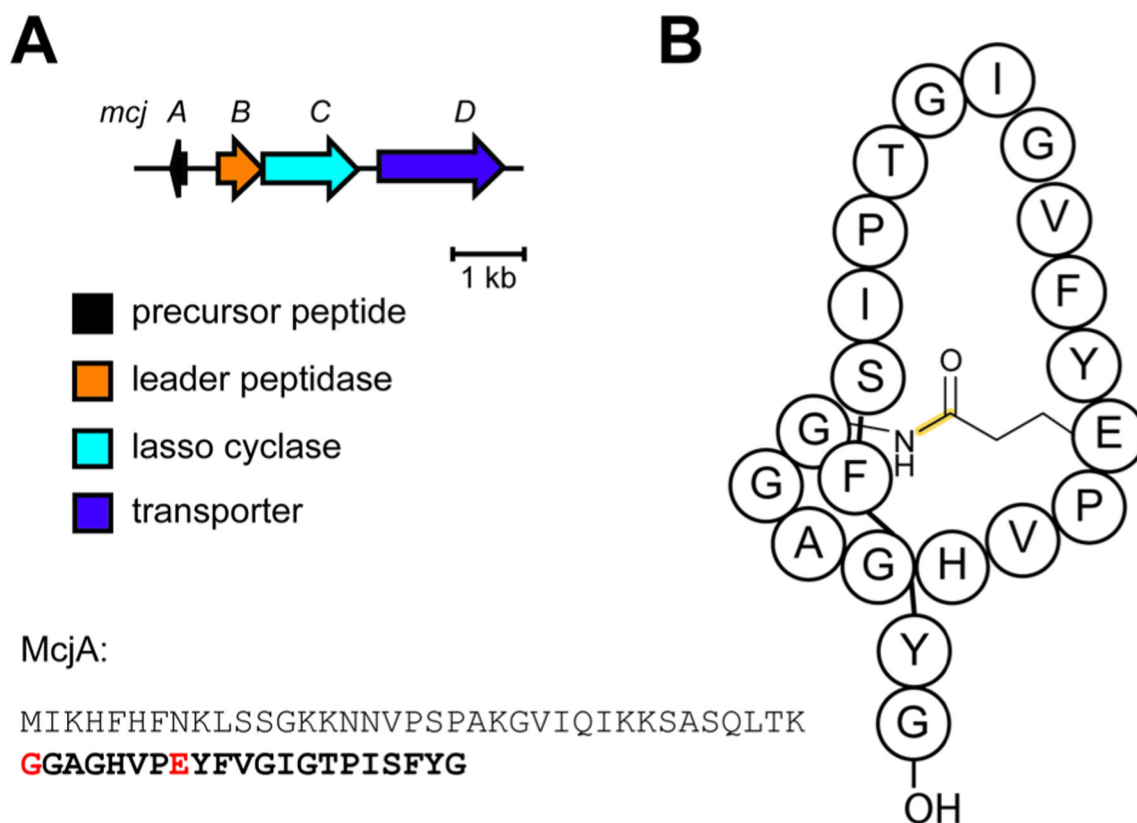 A
mcj A B C D
1 kb
precursor peptide
leader peptidase
lasso cyclase
transporter
McjA:
MIKHFHFNKLSSGKKNNVPSPAKGVIQIKKSASQLTK
GGAGHVPEYFVGIGTPISFYG
B
I
G
G
T
V
P
F
I
Y
O
S
G
N
H
E
G
F
P
A
G
H
V
Y
G
OH